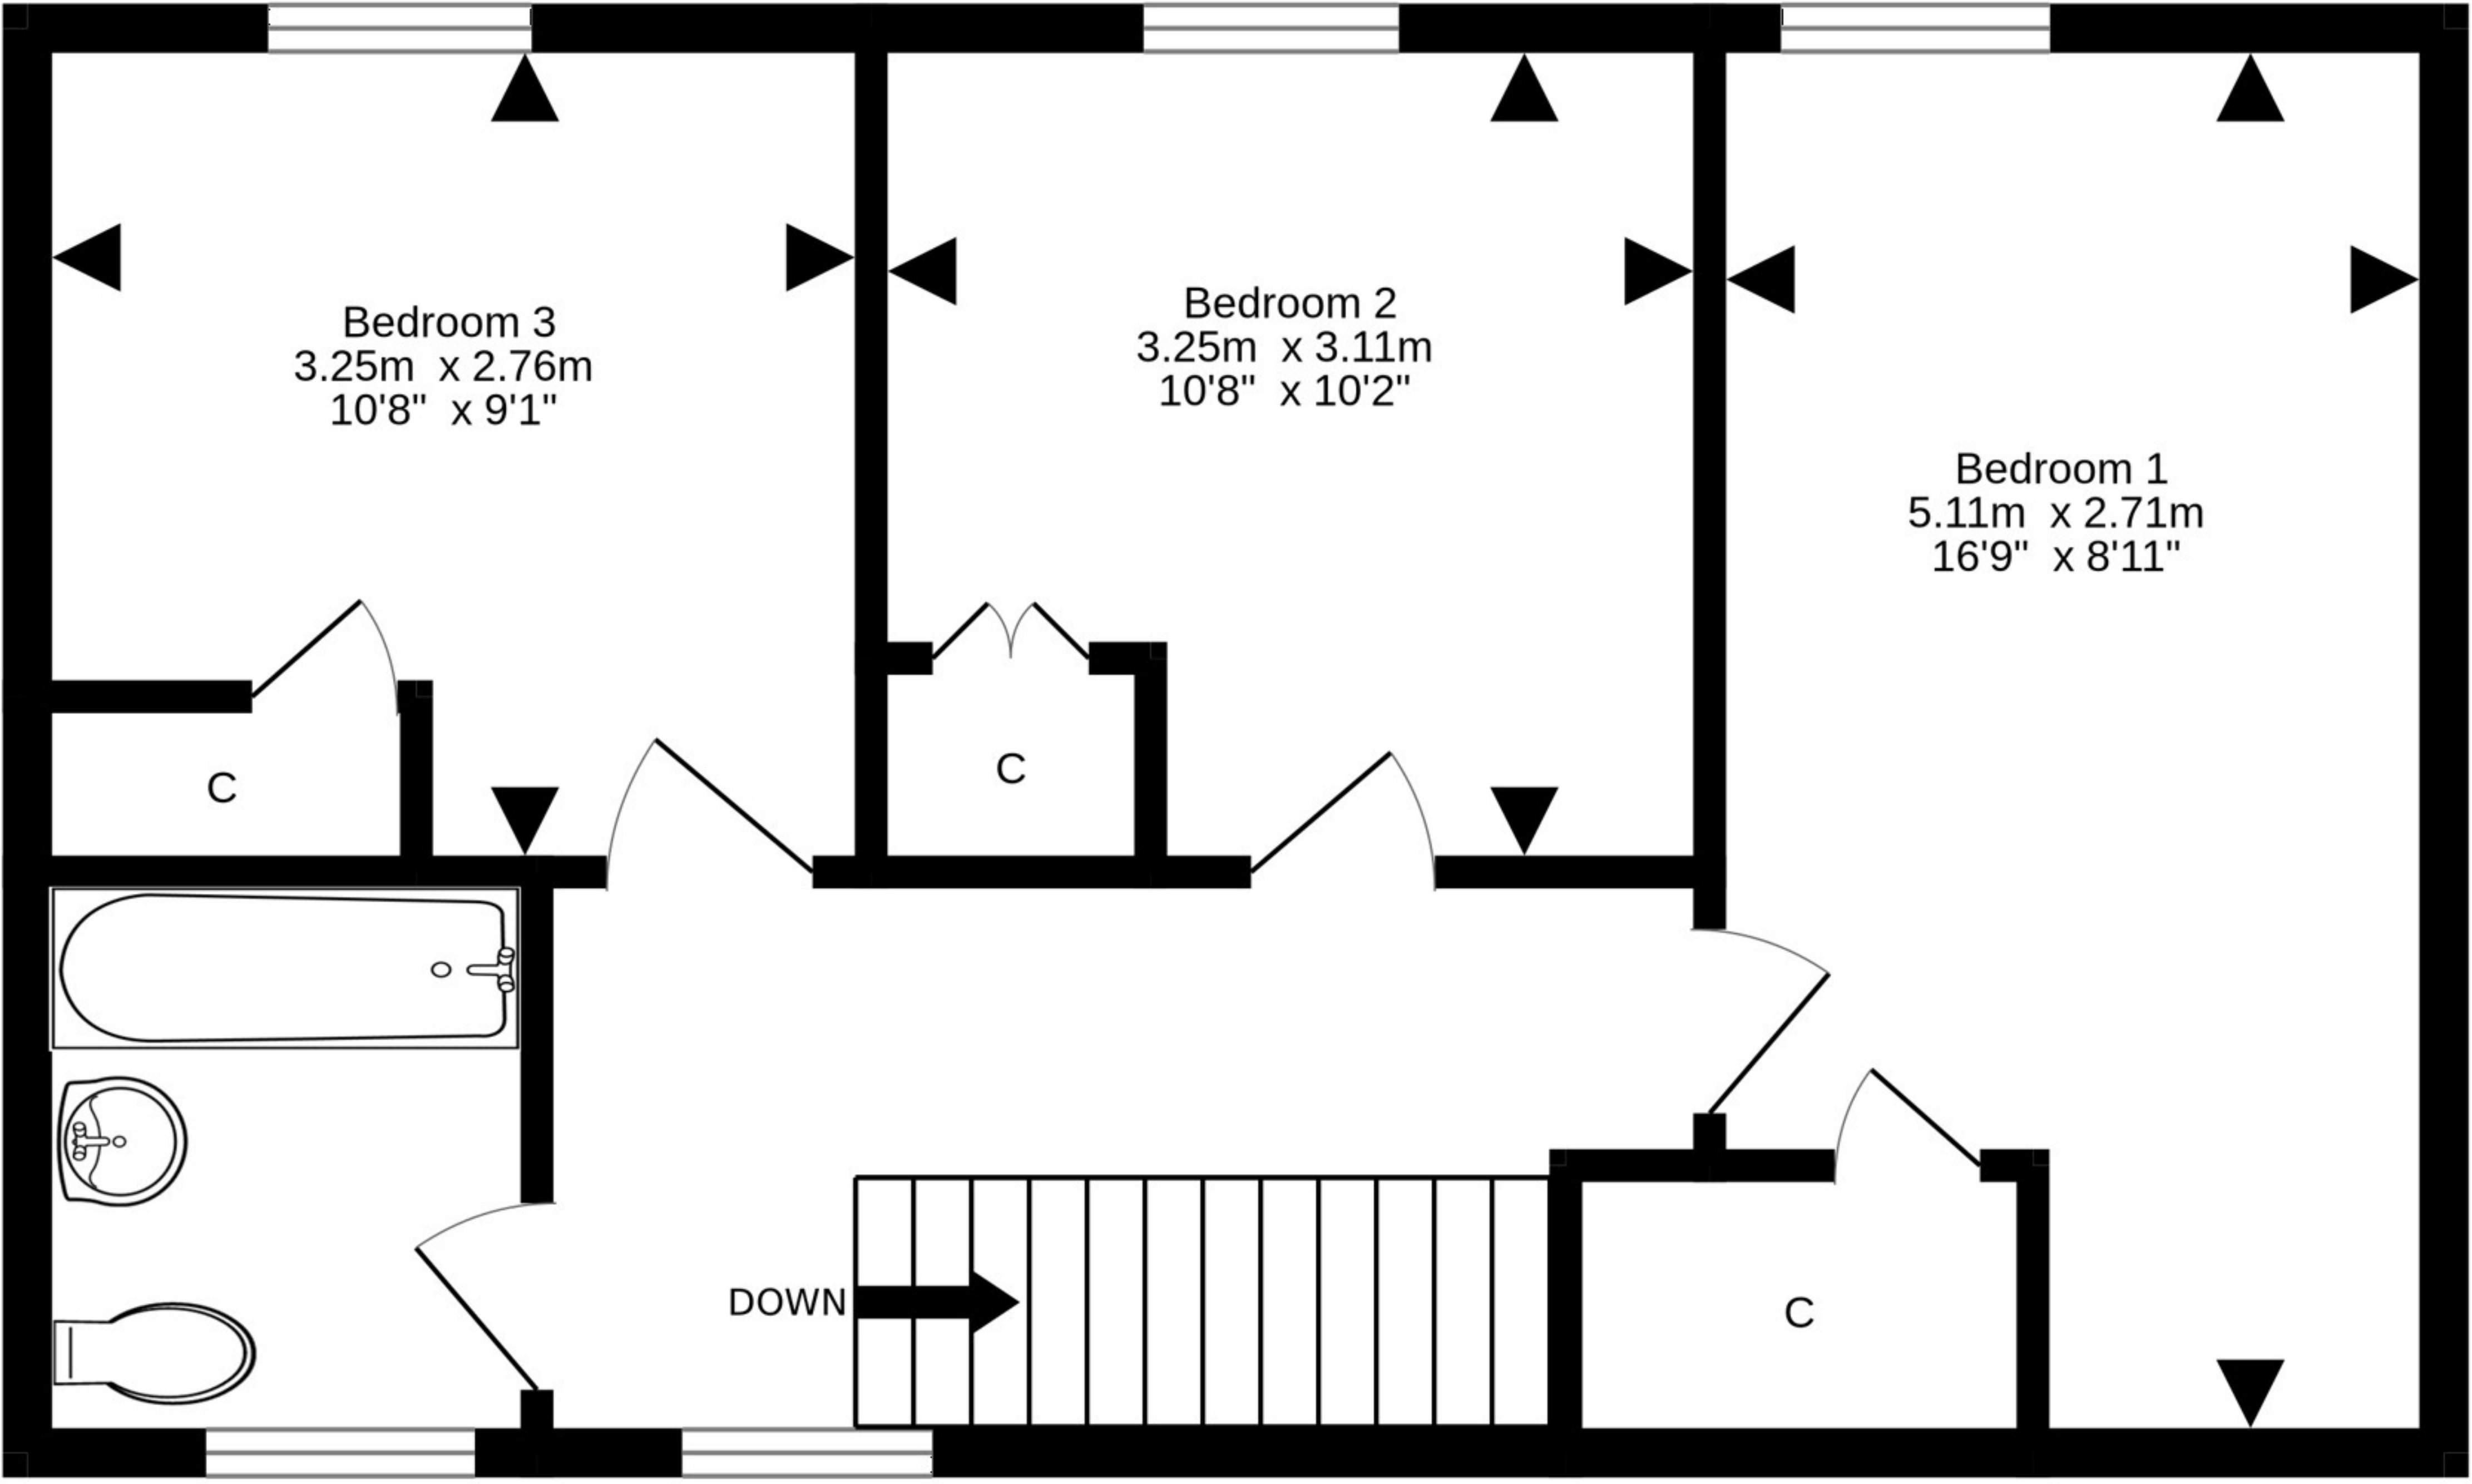 Bedroom 3
3.25m x 2.76m
10'8" x 9'1"
Bedroom 2
3.25m x 3.11m
10'8" x 10'2"
Bedroom 1
5.11m x 2.71m
16'9" x 8'11"
C
C
DOWN
C